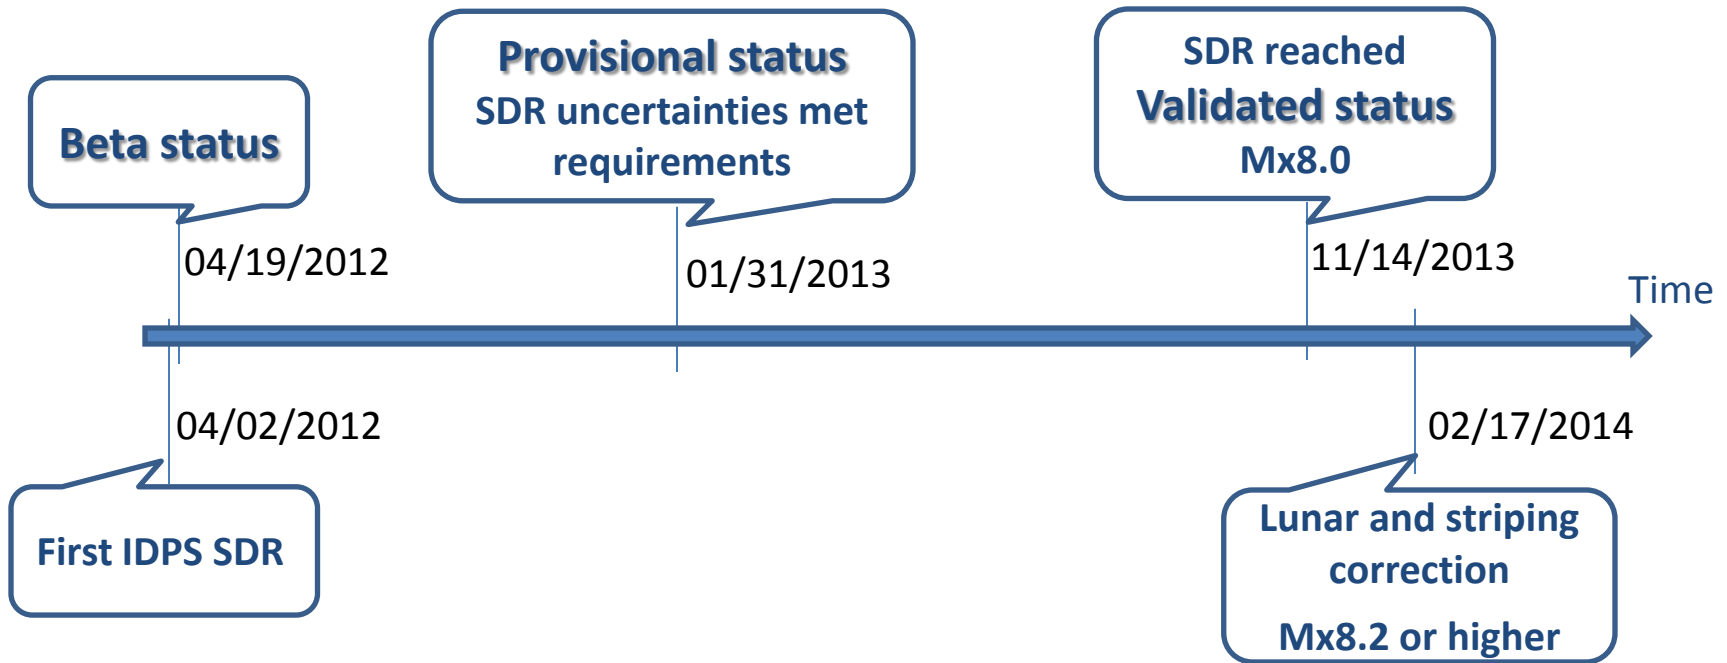 Beta status
Provisional status
SDR uncertainties met
requirements
SDR reached
Validated status
Mx8.0
04/19/2012
01/31/2013
11/14/2013
Time
04/02/2012
02/17/2014
First IDPS SDR
Lunar and striping
correction
Mx8.2 or higher